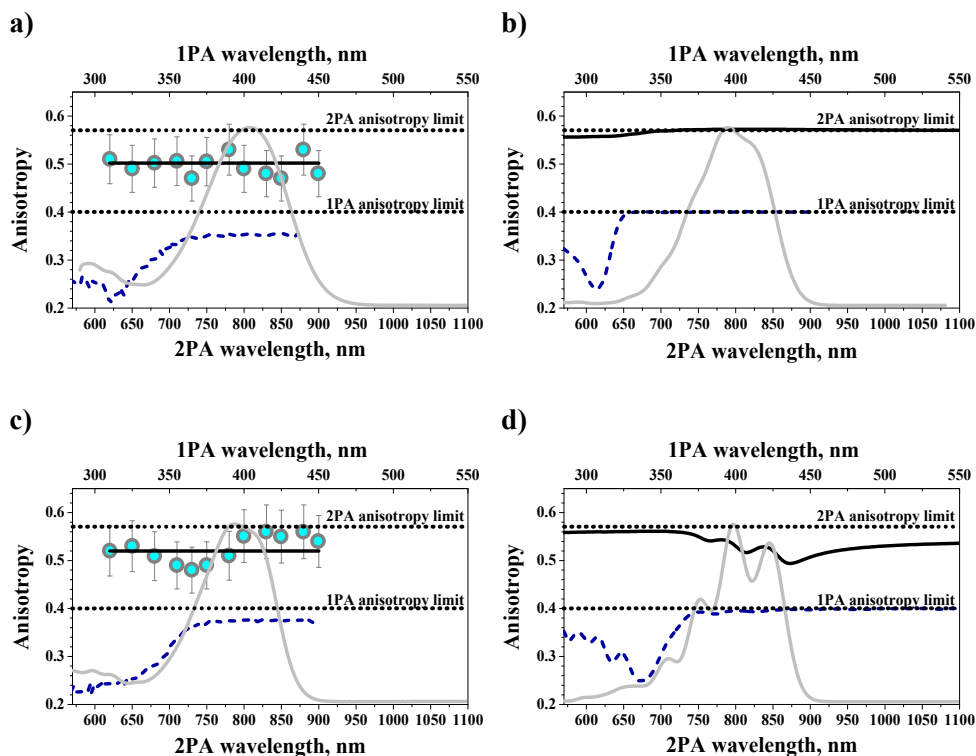 a)
1PA wavelength, nm
300 350 400 450 500 550
Anisotropy
0.6
0.5
0.4
0.3
0.2
2PA anisotropy limit
1PA anisotropy limit
600 650 700 750 800 850 900 950 1000 1050 1100
2PA wavelength, nm
b)
1PA wavelength, nm
300 350 400 450 500 550
Anisotropy
0.6
0.5
0.4
0.3
0.2
2PA anisotropy limit
1PA anisotropy limit
600 650 700 750 800 850 900 950 1000 1050 1100
2PA wavelength, nm
c)
1PA wavelength, nm
300 350 400 450 500 550
Anisotropy
0.6
0.5
0.4
0.3
0.2
2PA anisotropy limit
1PA anisotropy limit
600 650 700 750 800 850 900 950 1000 1050 1100
2PA wavelength, nm
d)
1PA wavelength, nm
300 350 400 450 500 550
Anisotropy
0.6
0.5
0.4
0.3
0.2
2PA anisotropy limit
1PA anisotropy limit
600 650 700 750 800 850 900 950 1000 1050 1100
2PA wavelength, nm